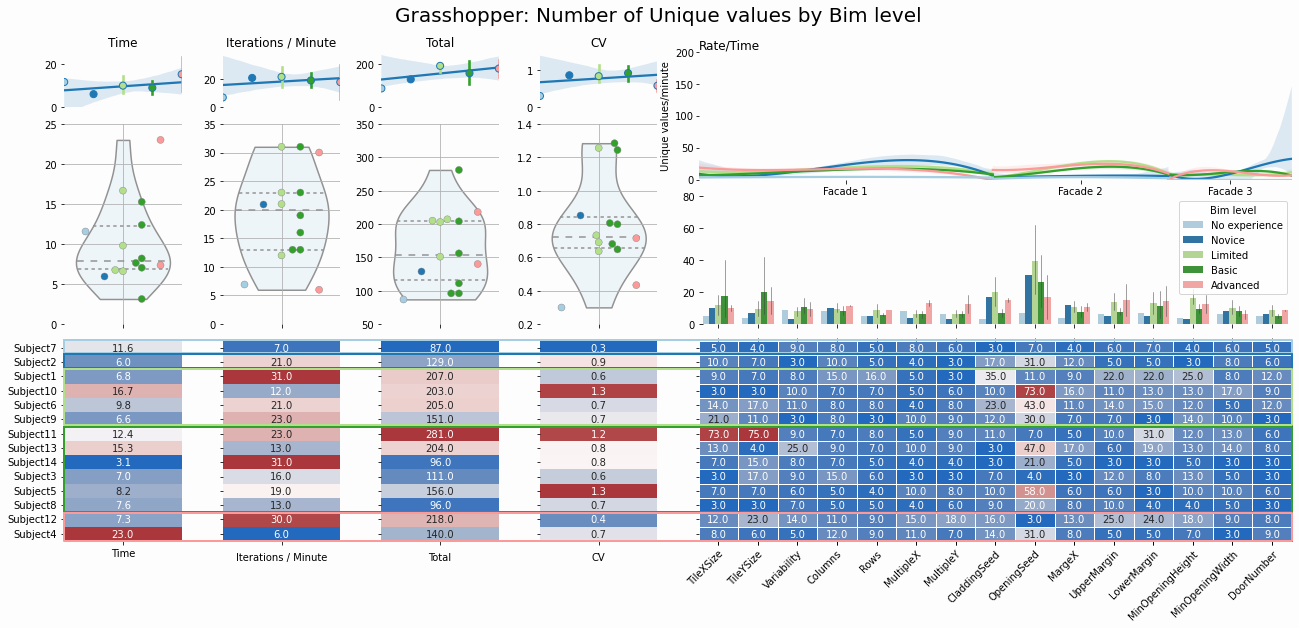 Grasshopper: Number of Unique values by Bim level
Time
Iterations / Minute
Total
CV
Rate/Time
20
0
20
0
200
0
1
0
200
150
100
50
0
Unique values/minute
Facade 1
Facade 2
Facade 3
25
20
15
10
5
0
35
30
25
20
15
10
5
0
350
300
250
200
150
100
50
1.4
1.2
1.0
0.8
0.6
0.4
0.2
80
60
40
20
0
Bim level
No experience
Novice
Limited
Basic
Advanced
Subject7 11.6 7.0 87.0 0.3 5.0 4.0 9.0 8.0 5.0 8.0 6.0 3.0 7.0 4.0 6.0 7.0 4.0 6.0 5.0
Subject2 6.0 21.0 129.0 0.9 10.0 7.0 3.0 10.0 5.0 4.0 3.0 17.0 31.0 12.0 5.0 5.0 3.0 8.0 6.0
Subject1 6.8 31.0 207.0 0.6 9.0 7.0 8.0 15.0 16.0 5.0 3.0 35.0 11.0 9.0 22.0 22.0 25.0 8.0 12.0
Subject10 16.7 12.0 203.0 1.3 3.0 3.0 10.0 7.0 7.0 5.0 6.0 10.0 73.0 16.0 11.0 13.0 13.0 17.0 9.0
Subject6 9.8 21.0 205.0 0.7 14.0 17.0 11.0 8.0 8.0 4.0 8.0 23.0 43.0 11.0 14.0 15.0 12.0 5.0 12.0
Subject9 6.6 23.0 151.0 0.7 21.0 11.0 3.0 8.0 3.0 10.0 9.0 12.0 30.0 7.0 7.0 3.0 14.0 10.0 3.0
Subject11 12.4 23.0 281.0 1.2 73.0 75.0 9.0 7.0 8.0 5.0 9.0 11.0 7.0 5.0 10.0 31.0 12.0 13.0 6.0
Subject13 15.3 13.0 204.0 0.8 13.0 4.0 25.0 9.0 7.0 10.0 9.0 3.0 47.0 17.0 6.0 19.0 13.0 14.0 8.0
Subject14 3.1 31.0 96.0 0.8 7.0 15.0 8.0 7.0 5.0 4.0 4.0 3.0 21.0 5.0 3.0 3.0 5.0 3.0 3.0
Subject3 7.0 16.0 111.0 0.6 3.0 17.0 9.0 15.0 6.0 3.0 3.0 7.0 4.0 3.0 12.0 8.0 13.0 5.0 3.0
Subject5 8.2 19.0 156.0 1.3 7.0 7.0 6.0 5.0 4.0 10.0 8.0 10.0 58.0 6.0 6.0 3.0 10.0 10.0 6.0
Subject8 7.6 13.0 96.0 0.7 3.0 3.0 7.0 5.0 5.0 4.0 6.0 9.0 20.0 8.0 10.0 4.0 4.0 5.0 3.0
Subject12 7.3 30.0 218.0 0.4 12.0 23.0 14.0 11.0 9.0 15.0 18.0 16.0 3.0 13.0 25.0 24.0 18.0 9.0 8.0
Subject4 23.0 6.0 140.0 0.7 8.0 6.0 5.0 12.0 9.0 11.0 7.0 14.0 31.0 8.0 5.0 5.0 7.0 3.0 9.0
Time
Iterations / Minute
Total
CV
TileXSize
TileYSize
Variability
Columns
Rows
MultipleX
MultipleY
CladdingSeed
OpeningSeed
MargeX
UpperMargin
LowerMargin
MinOpeningHeight
MinOpeningWidth
DoorNumber